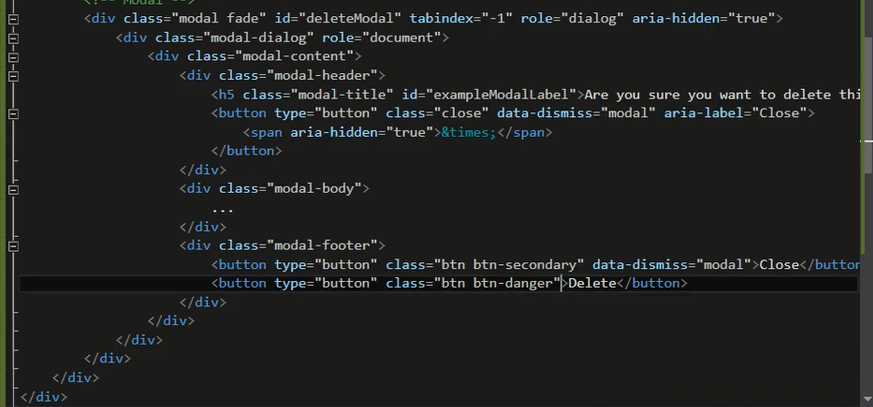 <!-- Modal -->
<div class="modal fade" id="deleteModal" tabindex="-1" role="dialog" aria-hidden="true">
<div class="modal-dialog" role="document">
<div class="modal-content">
<div class="modal-header">
<h5 class="modal-title" id="exampleModalLabel">Are you sure you want to delete thi
<button type="button" class="close" data-dismiss="modal" aria-label="Close">
<span aria-hidden="true">&times;</span>
</button>
</div>
<div class="modal-body">
...
</div>
<div class="modal-footer">
<button type="button" class="btn btn-secondary" data-dismiss="modal">Close</button
<button type="button" class="btn btn-danger">Delete</button>
</div>
</div>
</div>
</div>
</div>
</div>